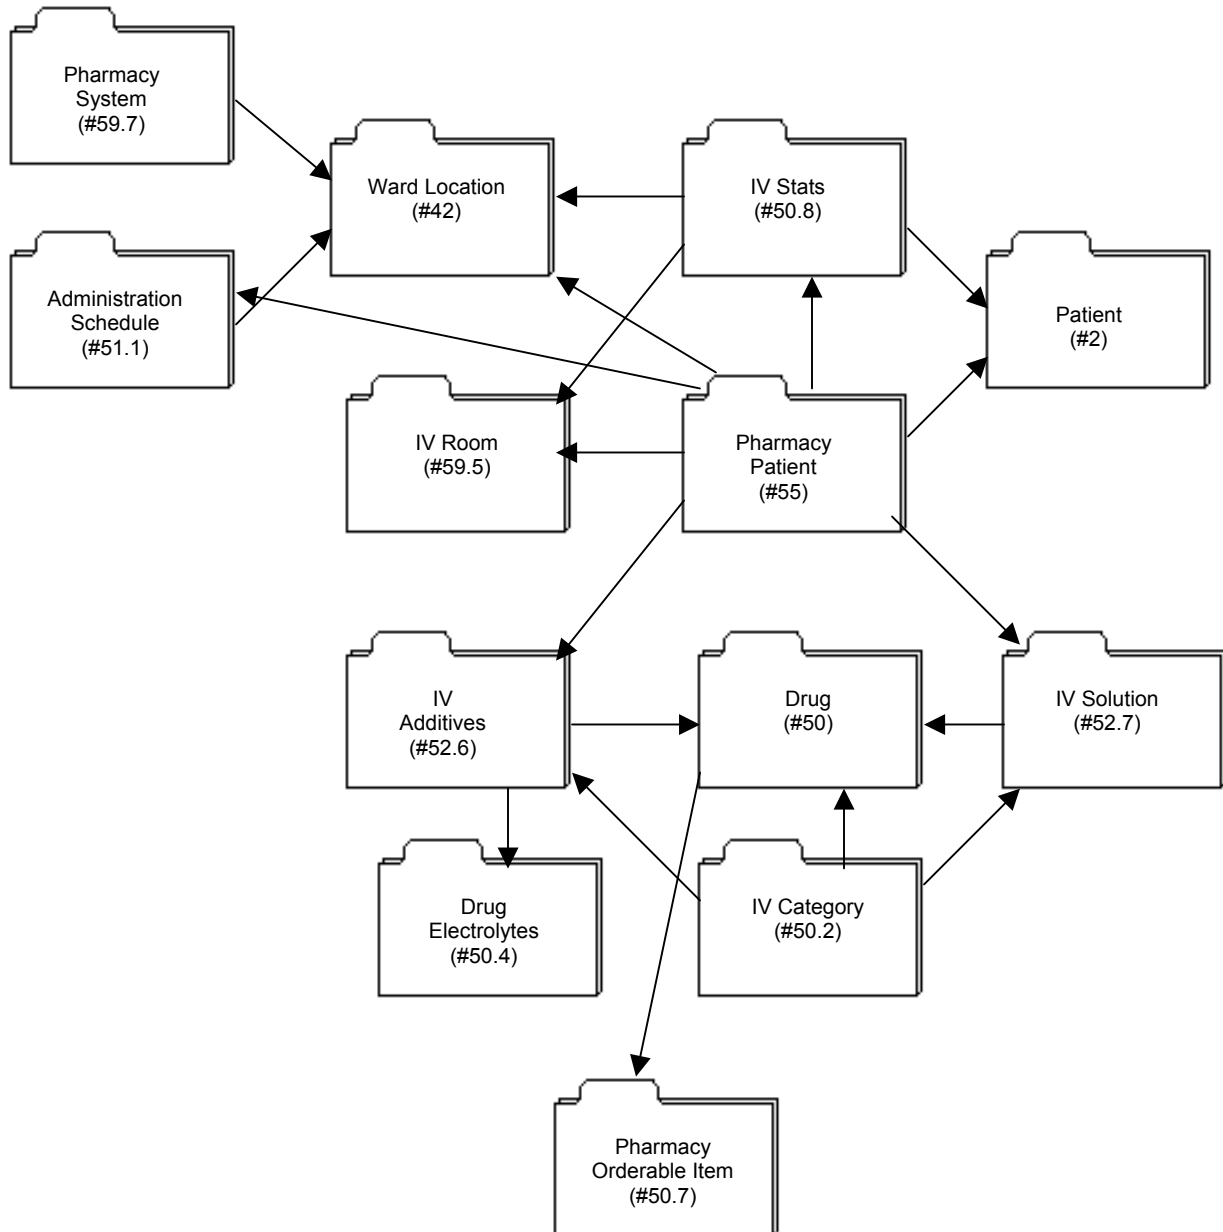 Pharmacy
System
(#59.7)
Ward Location
(#42)
IV Stats
(#50.8)
Administration
Schedule
(#51.1)
Patient
(#2)
IV Room
(#59.5)
Pharmacy
Patient
(#55)
IV
Additives
(#52.6)
Drug
(#50)
IV Solution
(#52.7)
Drug
Electrolytes
(#50.4)
IV Category
(#50.2)
Pharmacy
Orderable Item
(#50.7)